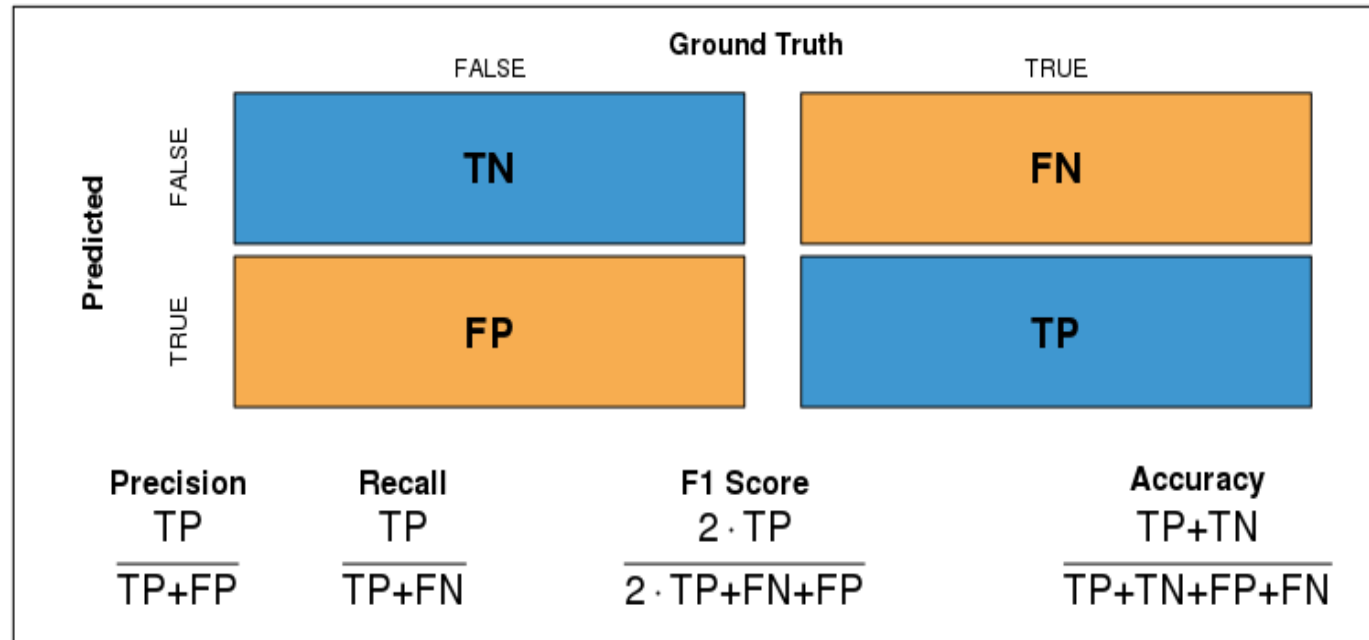 Ground Truth
FALSE TRUE
Predicted
FALSE
TN FN
TRUE
FP TP
Precision Recall F1 Score Accuracy
TP TP 2 · TP TP+TN
TP+FP TP+FN 2 · TP+FN+FP TP+TN+FP+FN